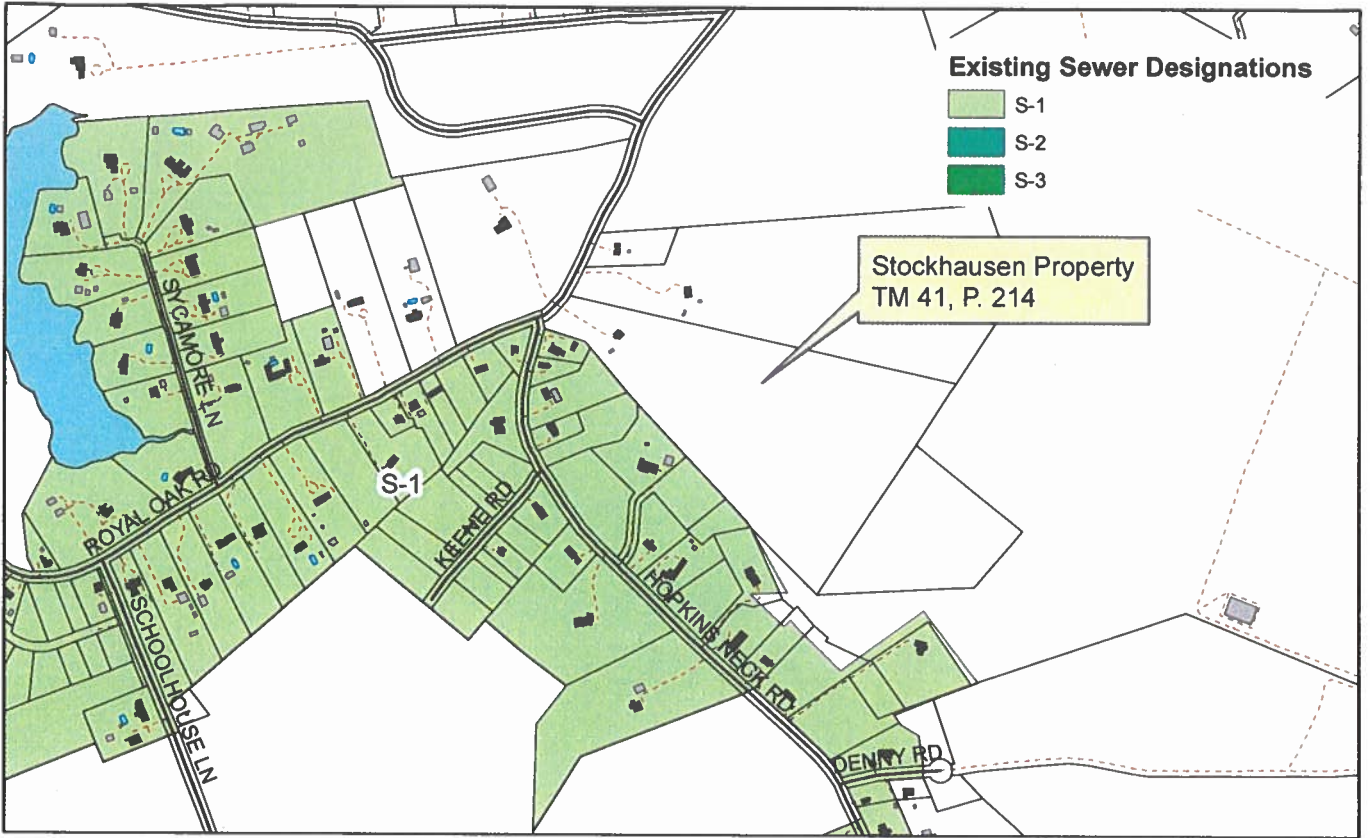 Existing Sewer Designations
S-1
S-2
S-3
Stockhausen Property
TM 41, P. 214
SYCAMORE LN
S-1
ROYAL OAK RD
KEENE RD
SCHOOLHOUSE LN
HOPKINS NECK RD
DENNY RD